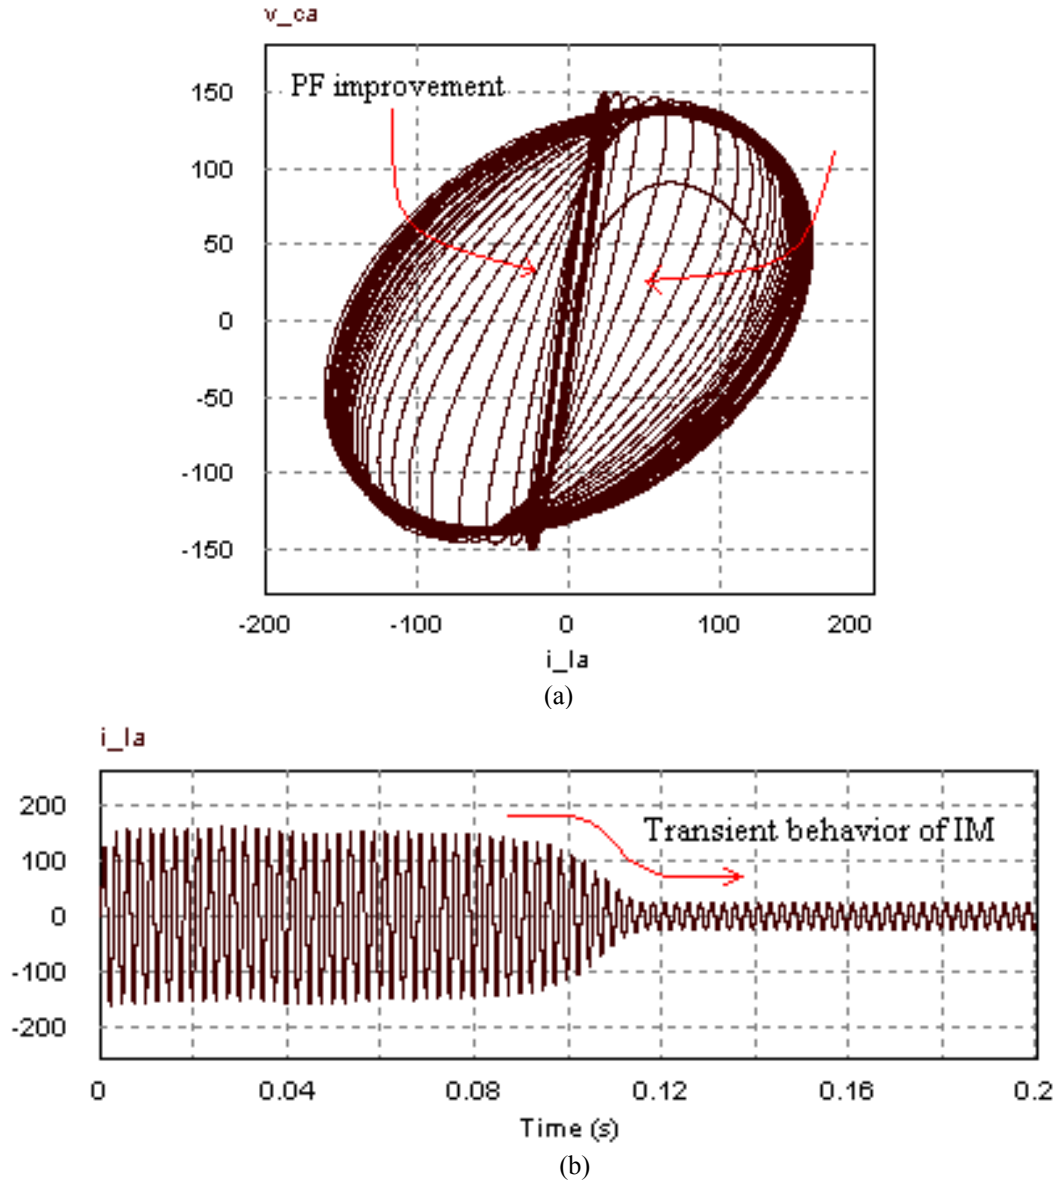 v_ca
PF improvement
150
100
50
0
-50
-100
-150
-200 -100 0 100 200
i_la
(a)
i_la
200
100
0
-100
-200
Transient behavior of IM
0 0.04 0.08 0.12 0.16 0.2
Time (s)
(b)